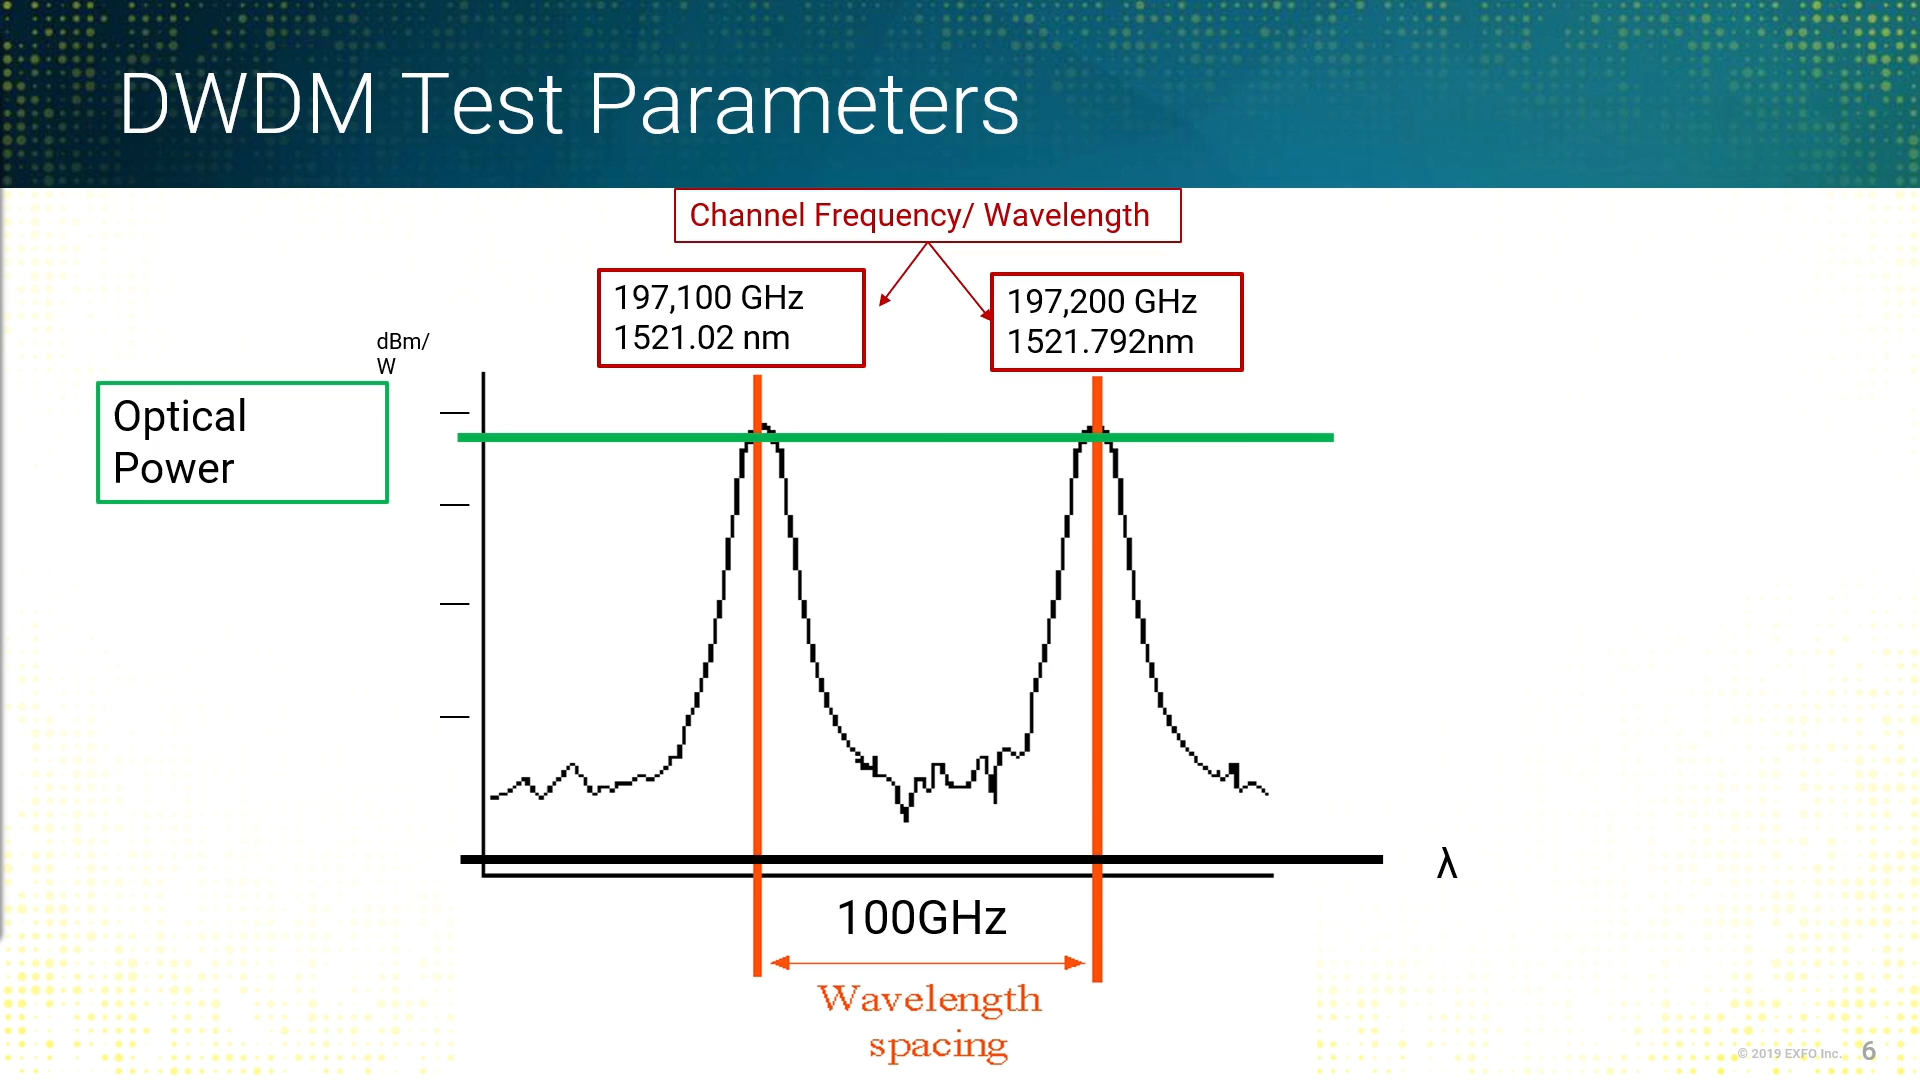 DWDM Test Parameters
Channel Frequency/ Wavelength
197,100 GHz
1521.02 nm
197,200 GHz
1521.792nm
dBm/
W
Optical
Power
λ
100GHz
Wavelength
spacing
© 2019 EXFO Inc. 6